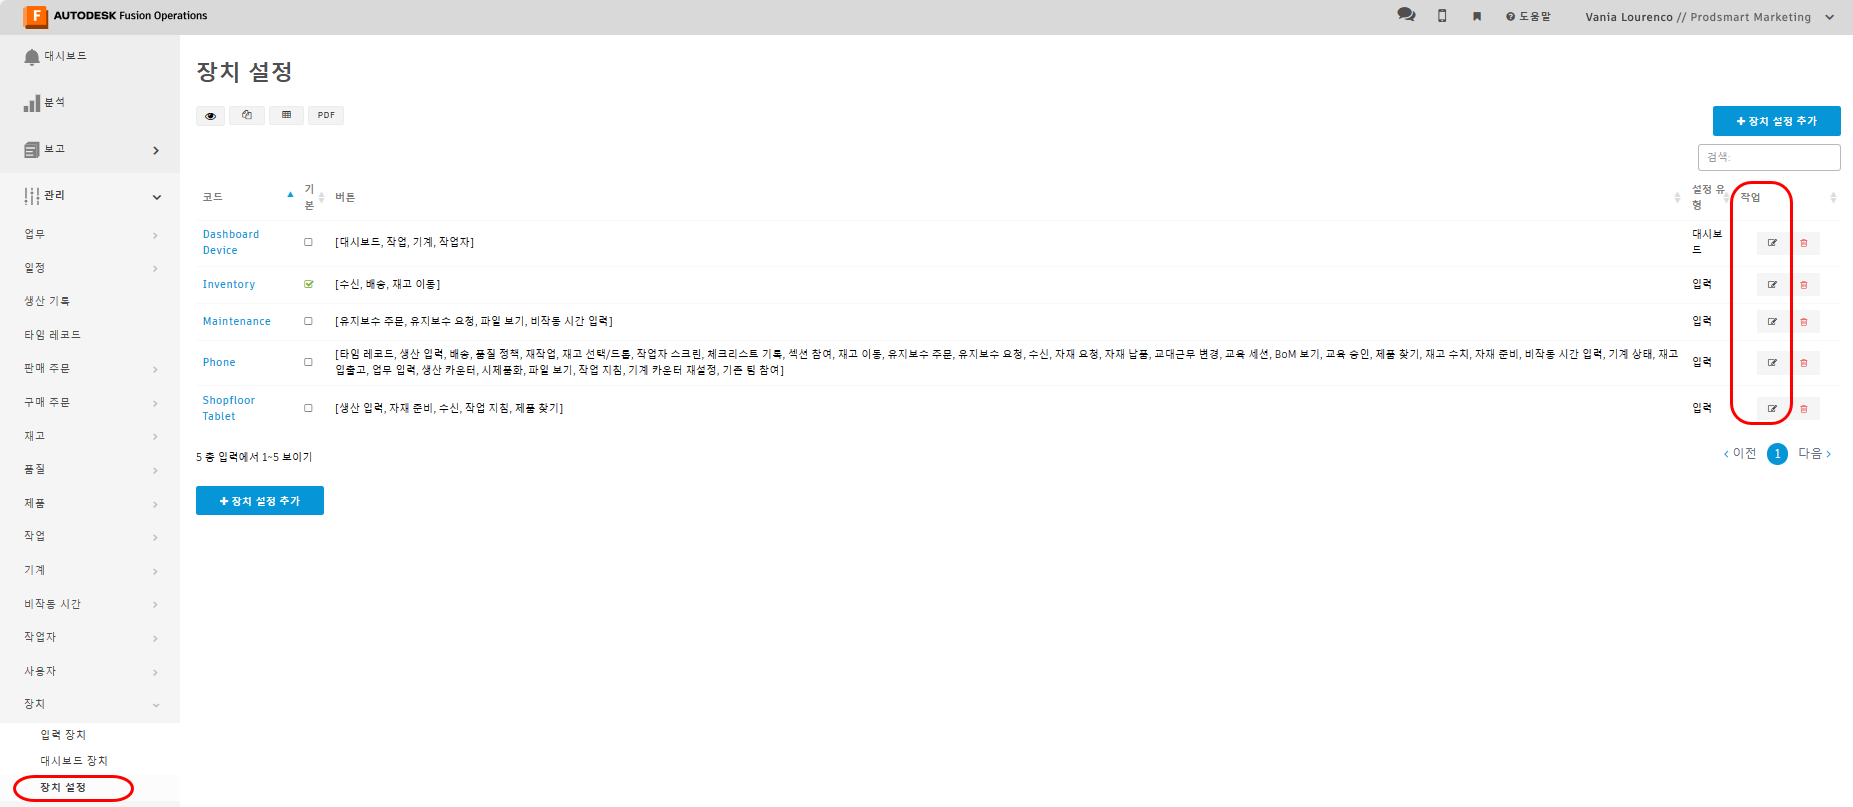 AUTODESK Fusion Operations
도움말
Vania Lourenco // Prodsmart Marketing
대시보드
분석
보고
관리
업무
일정
생산 기록
타임 레코드
판매 주문
구매 주문
재고
품질
제품
작업
기계
비작동 시간
작업자
사용자
장치
입력 장치
대시보드 장치
장치 설정
장치 설정
PDF
+ 장치 설정 추가
검색:
코드
기
본
버튼
설정 유
형
작업
Dashboard
Device
[대시보드, 작업, 기계, 작업자]
대시보
드
Inventory
[수신, 배송, 재고 이동]
입력
Maintenance
[유지보수 주문, 유지보수 요청, 파일 보기, 비작동 시간 입력]
입력
Phone
[타임 레코드, 생산 입력, 배송, 품질 정책, 재작업, 재고 선택/드롭, 작업자 스크린, 체크리스트 기록, 섹션 참여, 재고 이동, 유지보수 주문, 유지보수 요청, 수신, 자재 요청, 자재 납품, 교대근무 변경, 교육 세션, BoM 보기, 교육 승인, 제품 찾기, 재고 수치, 자재 준비, 비작동 시간 입력, 기계 상태, 재고
입출고, 업무 입력, 생산 카운터, 시제품화, 파일 보기, 작업 지침, 기계 카운터 재설정, 기존 팀 참여]
입력
Shopfloor
Tablet
[생산 입력, 자재 준비, 수신, 작업 지침, 제품 찾기]
입력
5 총 입력에서 1~5 보이기
‹ 이전 1 다음 ›
+ 장치 설정 추가